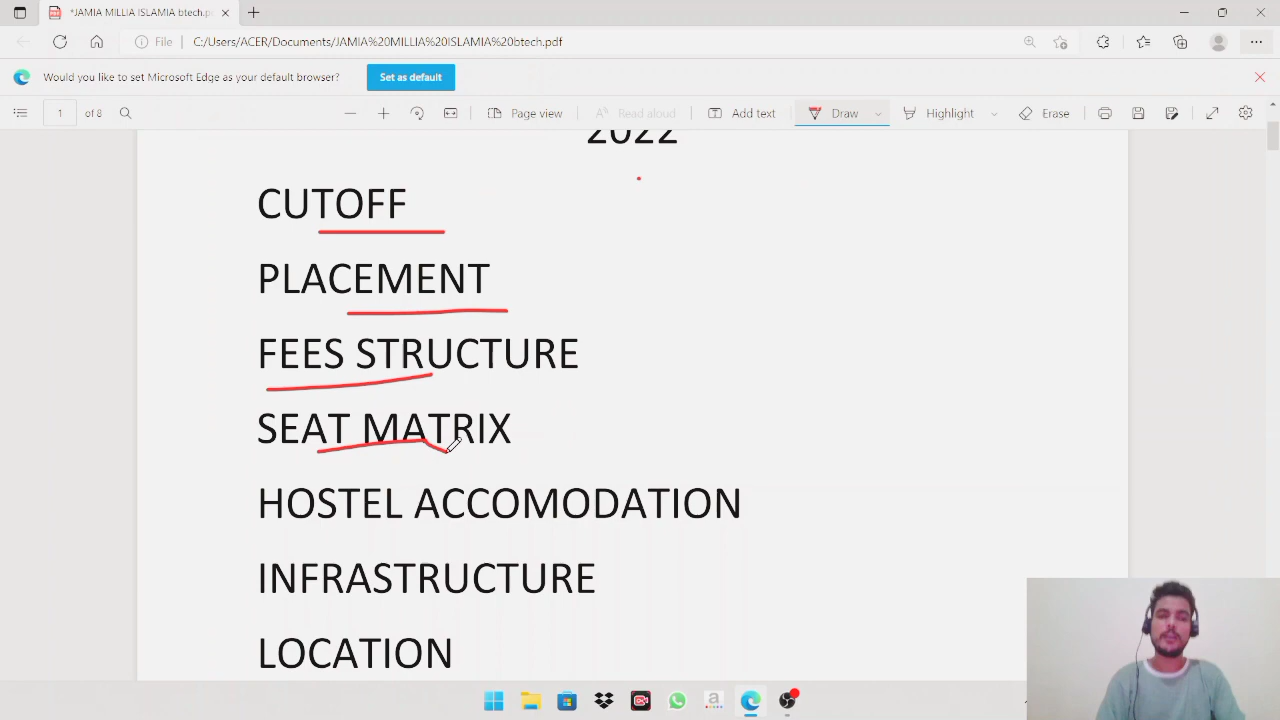 *JAMIA MILLIA ISLAMIA btech.p
File
C:/Users/ACER/Documents/JAMIA%20MILLIA%20ISLAMIA%20btech.pdf
Would you like to set Microsoft Edge as your default browser?
Set as default
1 of 8
Page view
Read aloud
Add text
Draw
Highlight
Erase
2022
CUTOFF
PLACEMENT
FEES STRUCTURE
SEAT MATRIX
HOSTEL ACCOMODATION
INFRASTRUCTURE
LOCATION